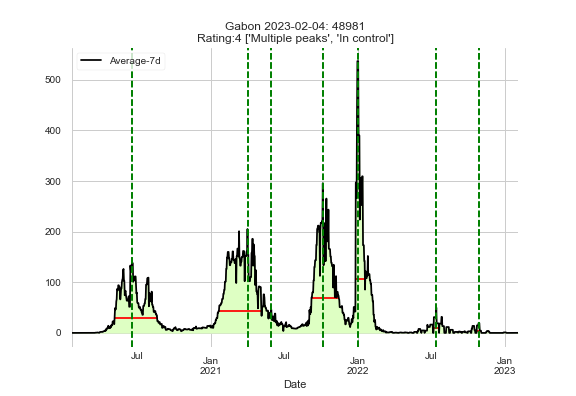 Gabon 2023-02-04: 48981
Rating:4 ['Multiple peaks', 'In control']
Average-7d
500
400
300
200
100
0
Jul
Jan
2021
Jul
Jan
2022
Jul
Jan
2023
Date